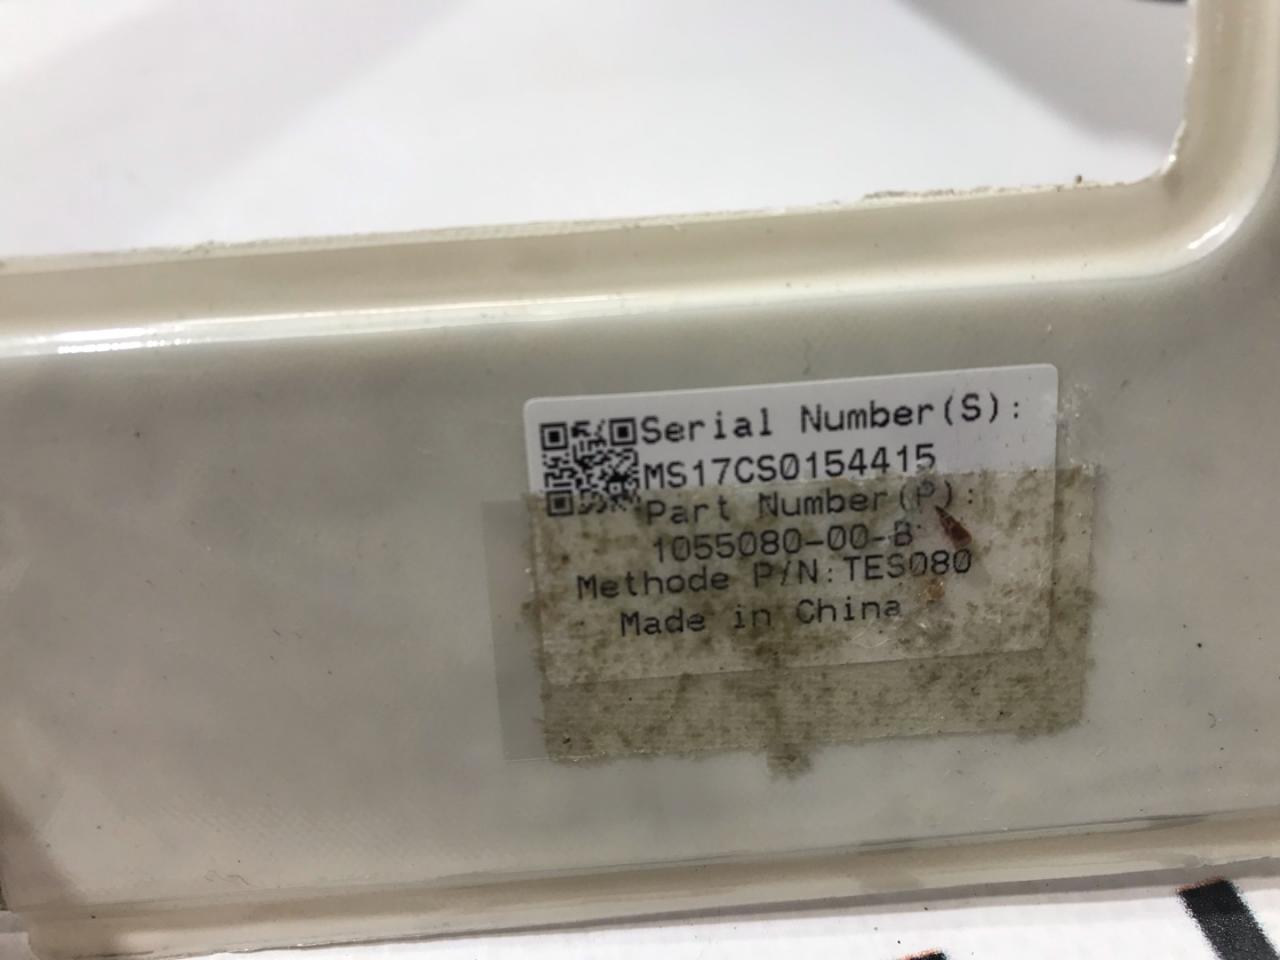 Serial Number(S):
MS17CS0154415
Part Number(P):
1055080-00-B
Methode P/N:TES080
Made in China